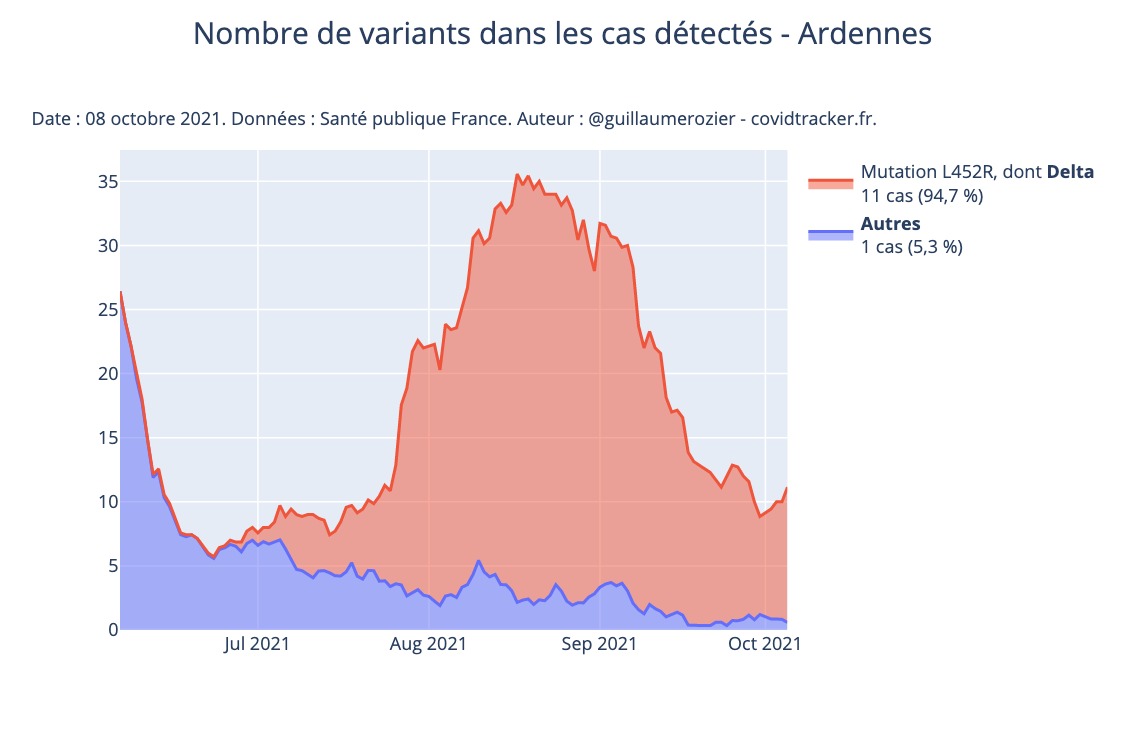 Nombre de variants dans les cas détectés - Ardennes
Date : 08 octobre 2021. Données : Santé publique France. Auteur : @guillaumerozier - covidtracker.fr.
Mutation L452R, dont Delta
11 cas (94,7 %)
Autres
1 cas (5,3 %)
35
30
25
20
15
10
5
0
Jul 2021
Aug 2021
Sep 2021
Oct 2021